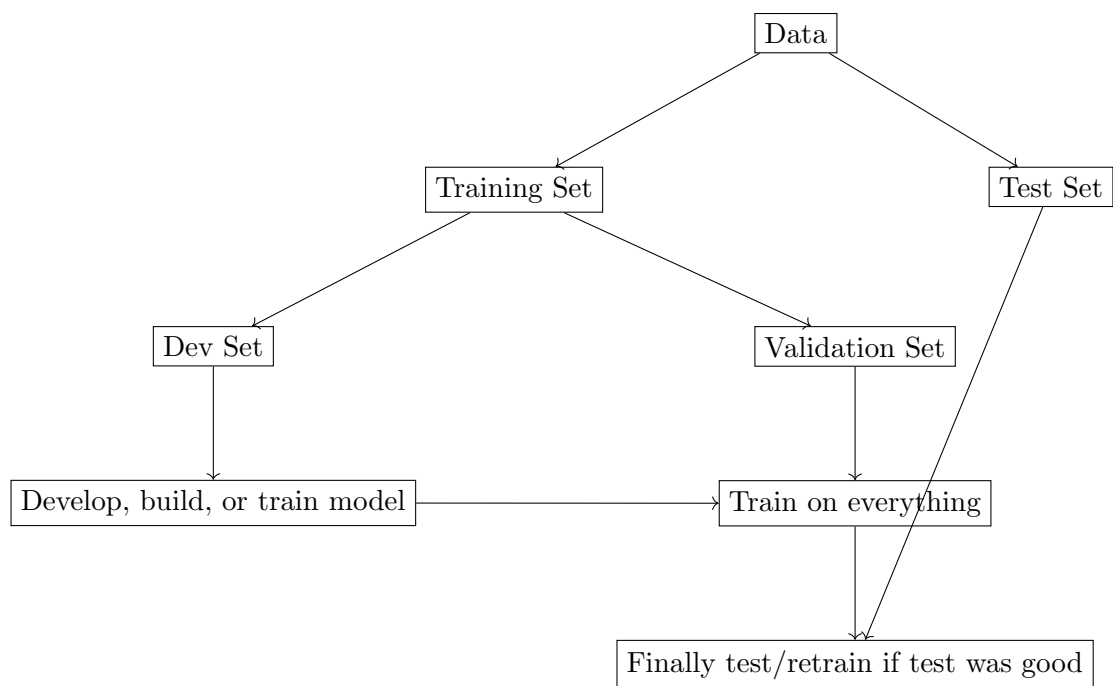 Data
Training Set
Test Set
Dev Set
Validation Set
Develop, build, or train model
Train on everything
Finally test/retrain if test was good